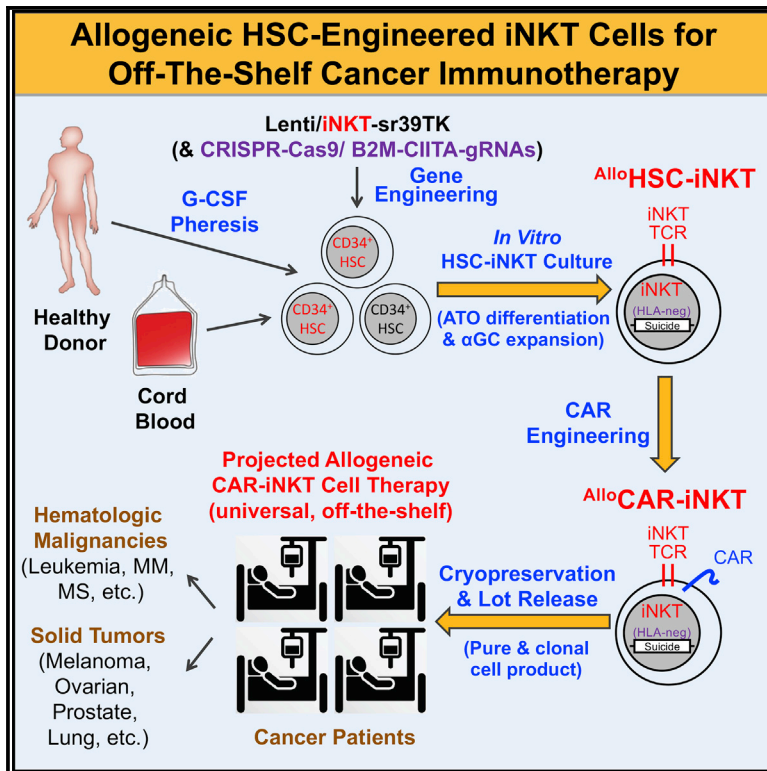 Allogeneic HSC-Engineered iNKT Cells for
Off-The-Shelf Cancer Immunotherapy
Lenti/iNKT-sr39TK
(& CRISPR-Cas9/ B2M-CIITA-gRNAs)
G-CSF
Pheresis
Gene
Engineering
Healthy
Donor
Cord
Blood
CD34+
HSC
CD34+
HSC
CD34+
HSC
In Vitro
HSC-iNKT Culture
(ATO differentiation
& αGC expansion)
AlloHSC-iNKT
iNKT
TCR
iNKT
(HLA-neg)
Suicide
CAR
Engineering
AlloCAR-iNKT
iNKT
TCR
CAR
iNKT
(HLA-neg)
Suicide
Cryopreservation
& Lot Release
(Pure & clonal
cell product)
Projected Allogeneic
CAR-iNKT Cell Therapy
(universal, off-the-shelf)
Cancer Patients
Hematologic
Malignancies
(Leukemia, MM,
MS, etc.)
Solid Tumors
(Melanoma,
Ovarian,
Prostate,
Lung, etc.)